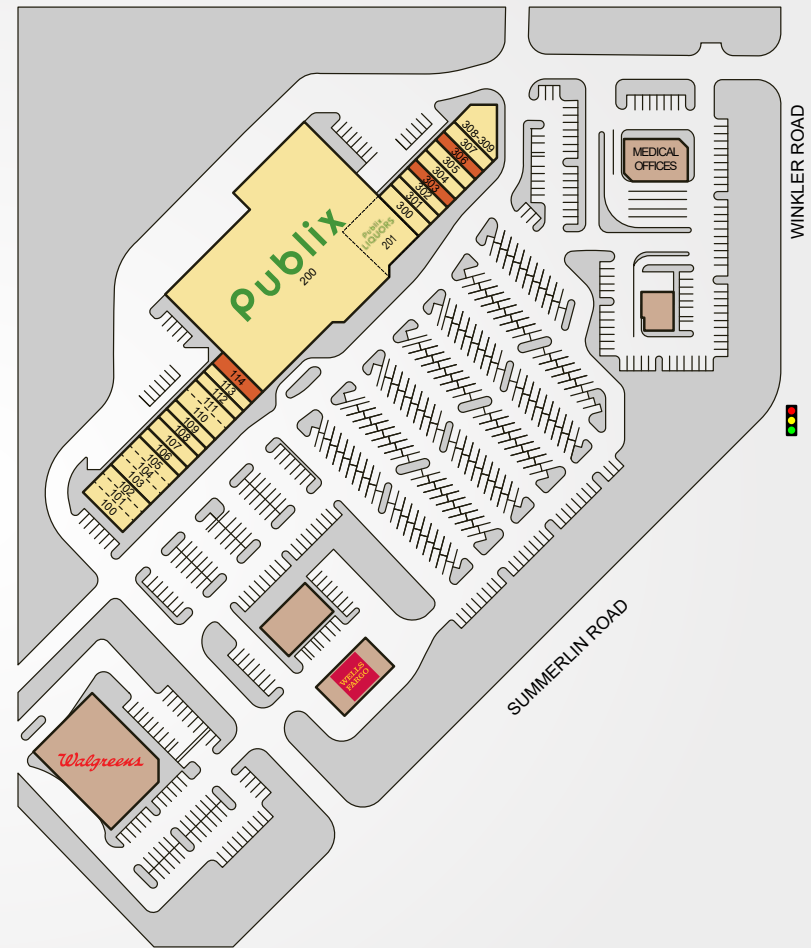 WINKLER ROAD
308-309
307
306
305
304
303
302
301
300
MEDICAL
OFFICES
Publix
LIQUORS
201
Publix
200
114
113
112
111
110
109
108
107
106
105
104
103
102
101
100
SUMMERLIN ROAD
WELLS
FARGO
Walgreens